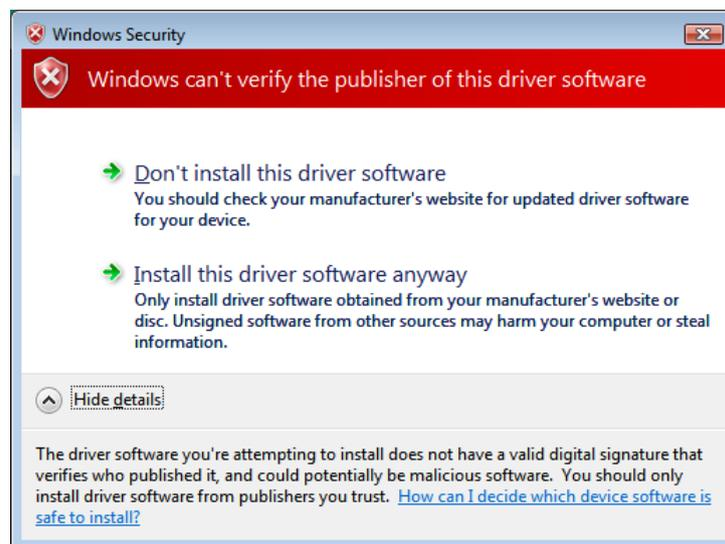 Windows Security
Windows can't verify the publisher of this driver software
Don't install this driver software
You should check your manufacturer's website for updated driver software
for your device.
Install this driver software anyway
Only install driver software obtained from your manufacturer's website or
disc. Unsigned software from other sources may harm your computer or steal
information.
Hide details
The driver software you're attempting to install does not have a valid digital signature that
verifies who published it, and could potentially be malicious software.  You should only
install driver software from publishers you trust.  How can I decide which device software is
safe to install?